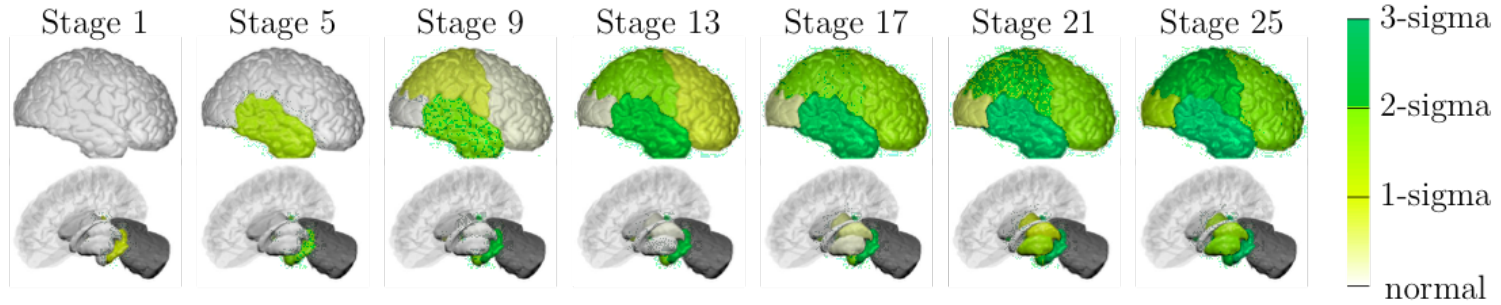 Stage 1 Stage 5 Stage 9 Stage 13 Stage 17 Stage 21 Stage 25
3-sigma
2-sigma
1-sigma
normal